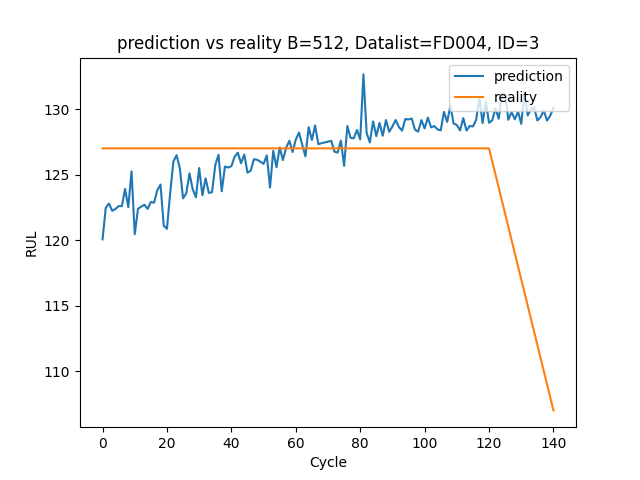 prediction vs reality B=512, Datalist=FD004, ID=3
prediction
reality
130
125
120
115
110
RUL
0 20 40 60 80 100 120 140
Cycle